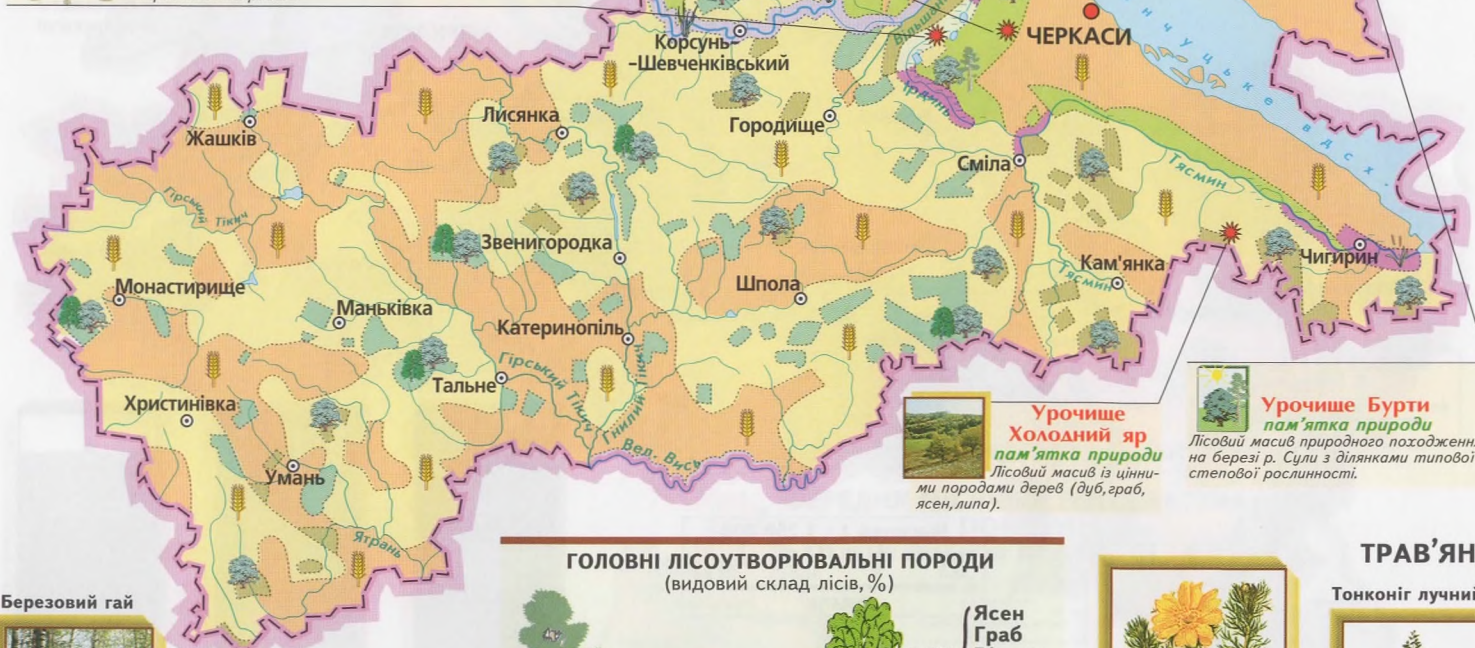 ЧЕРКАСИ
Корсунь-
-Шевченківський
Жашків
Лисянка
Городище
Сміла
Тясмин
Гірський Тікич
Звенигородка
Чигирин
Кам'янка
Тясмин
Монастирище
Шпола
Маньківка
Катеринопіль
Гірський Тікич
Гнилий Тікич
Тальне
Христинівка
Вел. Вись
Умань
Ятрань
Урочище
Холодний яр
пам'ятка природи
Лісовий масив із цінни-
ми породами дерев (дуб, граб,
ясен, липа).
Урочище Бурти
пам'ятка природи
Лісовий масив природного походженн
на березі р. Сули з ділянками типової
степової рослинності.
ГОЛОВНІ ЛІСОУТВОРЮВАЛЬНІ ПОРОДИ
(видовий склад лісів, %)
Ясен
Граб
ТРАВ'ЯН
Тонконіг лучний
Березовий гай